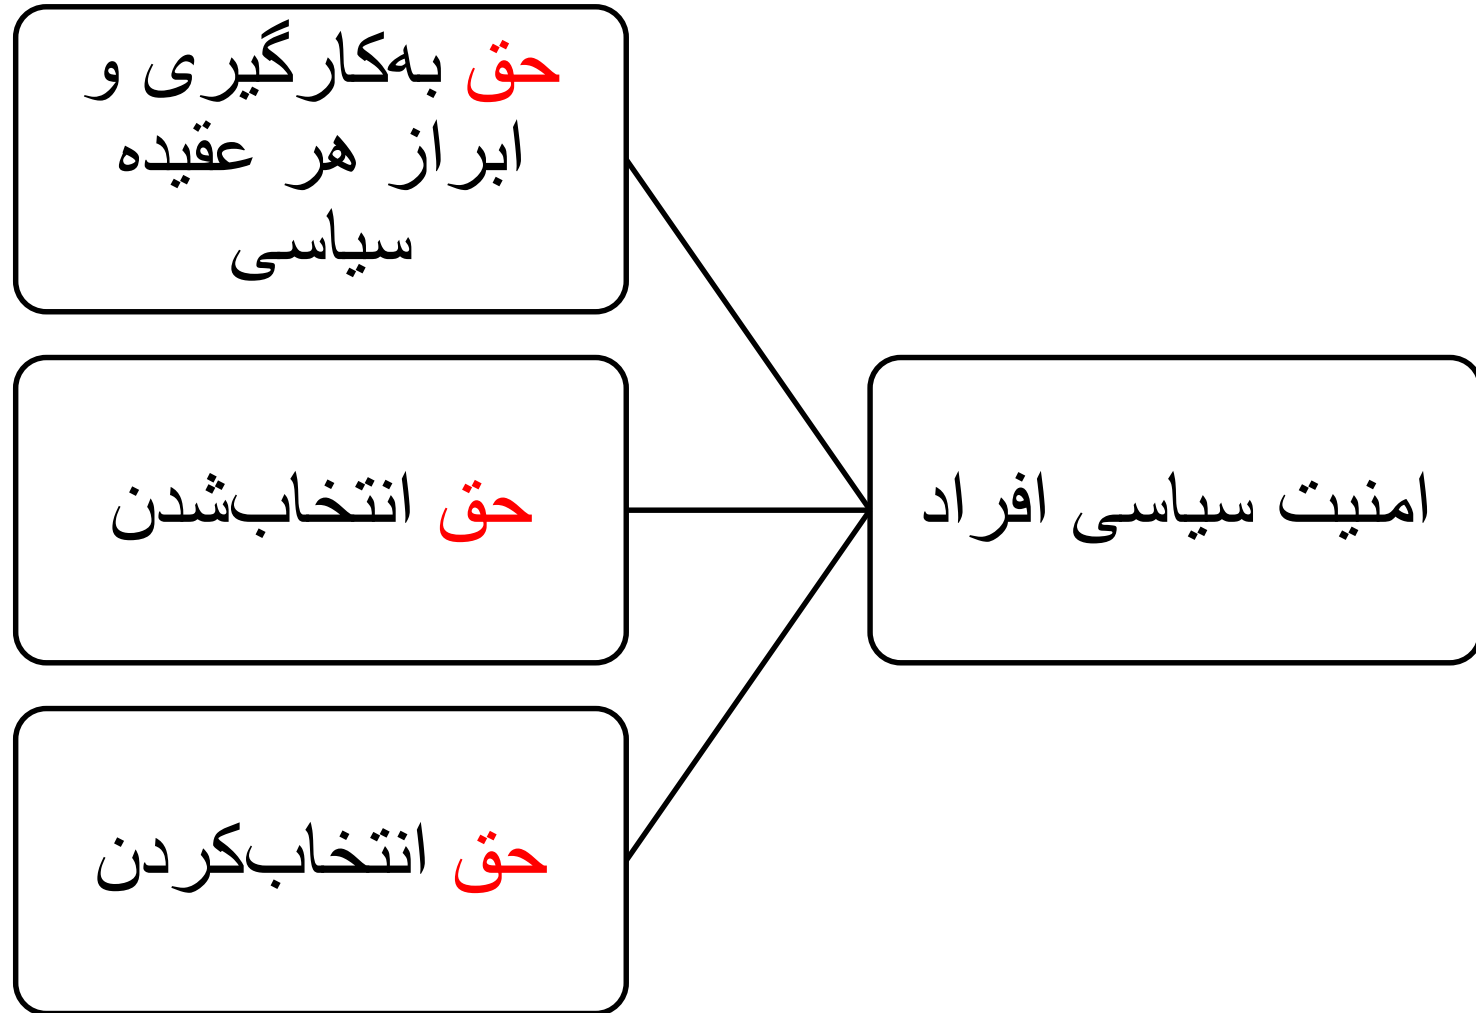 امنیت سیاسی افراد
حق به‌کارگیری و
ابراز هر عقیده
سیاسی
حق انتخاب‌شدن
حق انتخاب‌کردن